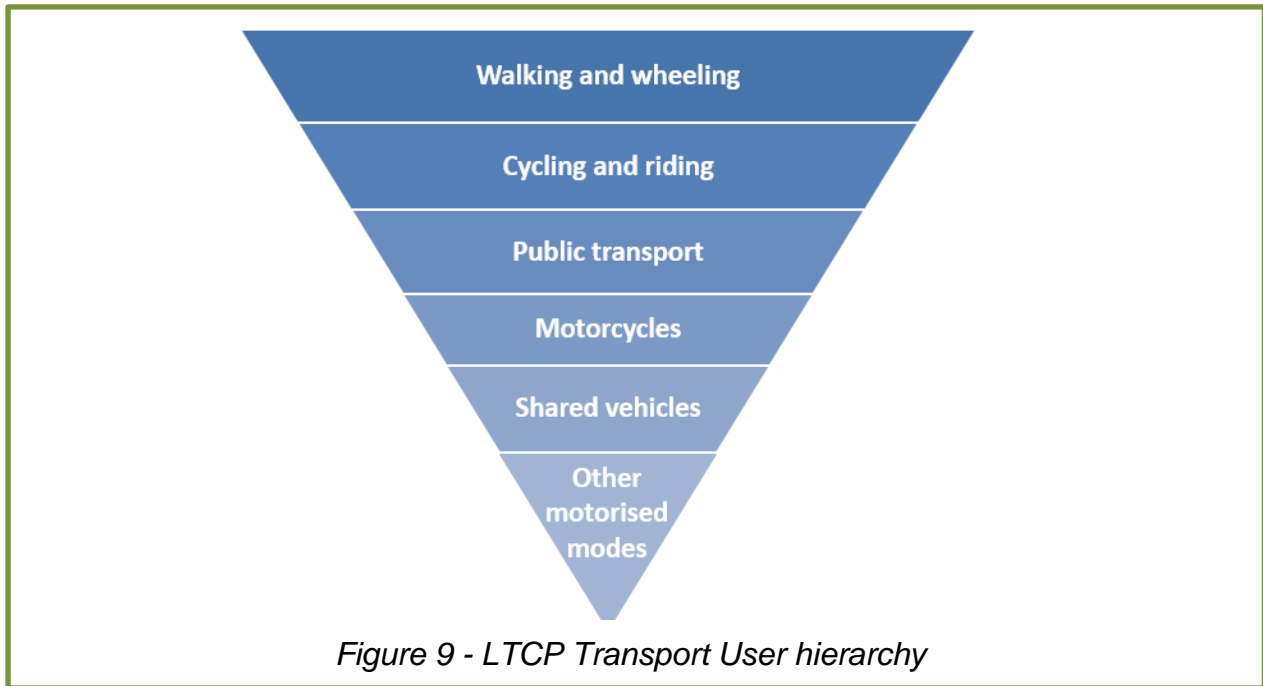 Walking and wheeling
Cycling and riding
Public transport
Motorcycles
Shared vehicles
Other
motorised
modes
Figure 9 - LTCP Transport User hierarchy